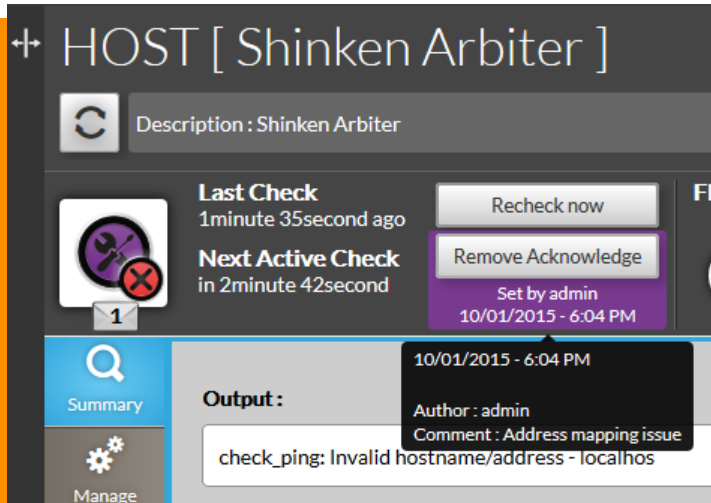 HOST [ Shinken Arbiter ]
Description : Shinken Arbiter
Last Check
1minute 35second ago
Next Active Check
in 2minute 42second
1
Recheck now
Remove Acknowledge
Set by admin
10/01/2015 - 6:04 PM
10/01/2015 - 6:04 PM
Author : admin
Comment : Address mapping issue
Summary
Output :
check_ping: Invalid hostname/address - localhos
Manage